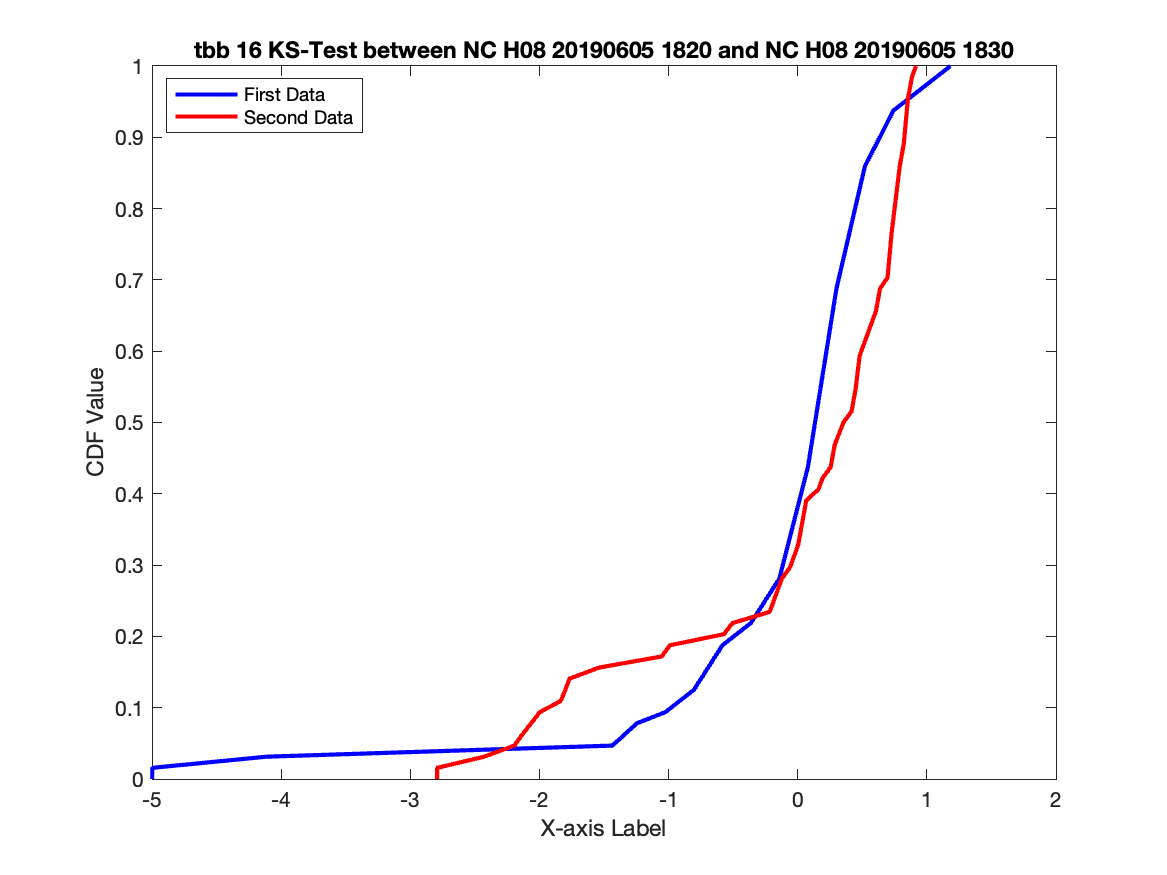 tbb 16 KS-Test between NC H08 20190605 1820 and NC H08 20190605 1830
First Data
Second Data
1
0.9
0.8
0.7
0.6
0.5
0.4
0.3
0.2
0.1
0
CDF Value
-5 -4 -3 -2 -1 0 1 2
X-axis Label